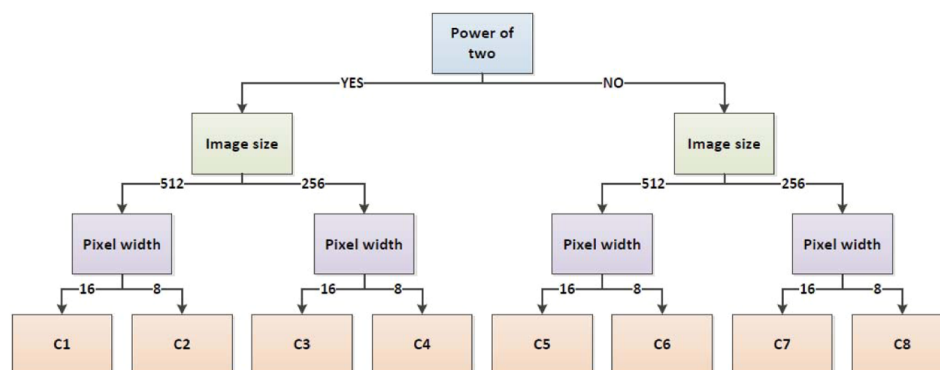 Power of
two
YES
NO
Image size
Image size
512
256
512
256
Pixel width
Pixel width
Pixel width
Pixel width
16
8
16
8
16
8
16
8
C1
C2
C3
C4
C5
C6
C7
C8